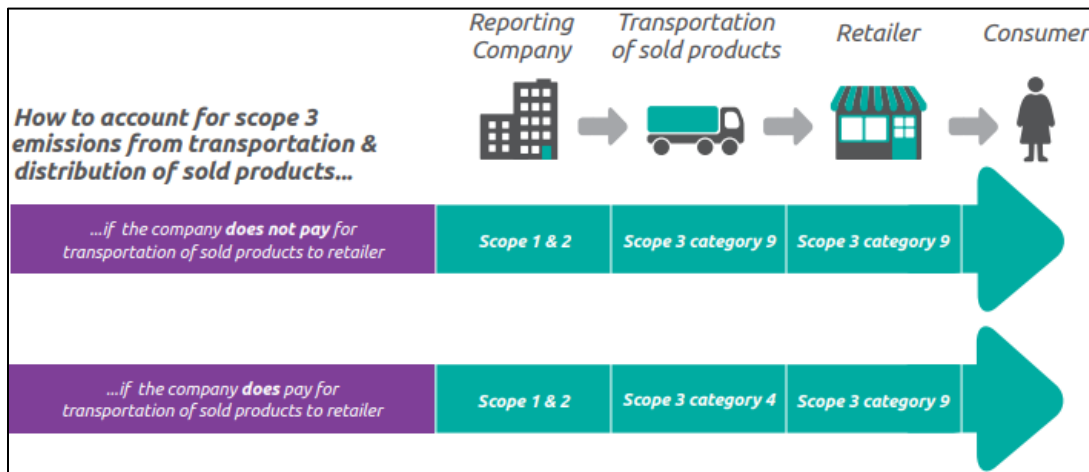 Reporting
Company
Transportation
of sold products
Retailer
Consumer
How to account for scope 3
emissions from transportation &
distribution of sold products...
...if the company does not pay for
transportation of sold products to retailer
Scope 1 & 2
Scope 3 category 9
Scope 3 category 9
...if the company does pay for
transportation of sold products to retailer
Scope 1 & 2
Scope 3 category 4
Scope 3 category 9